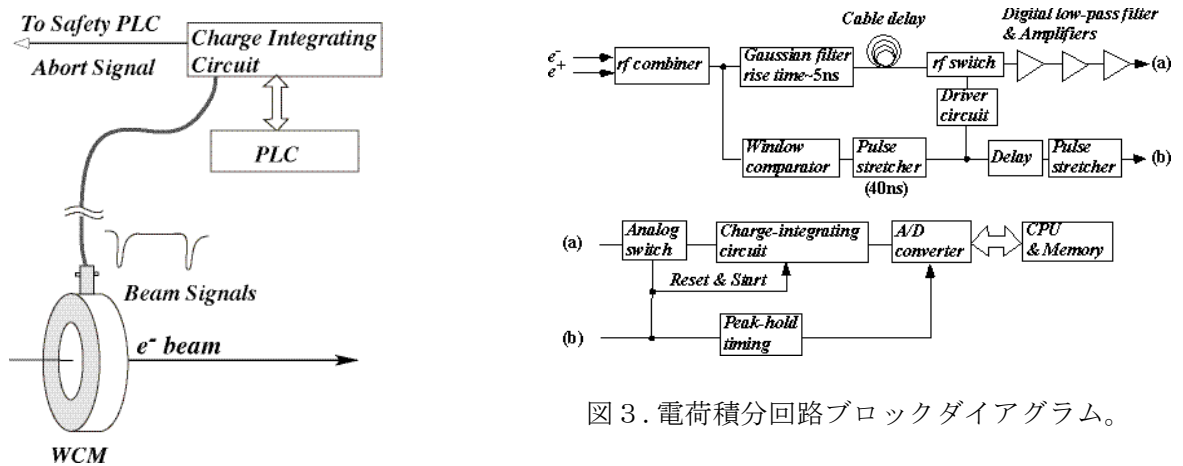 To Safety PLC
Abort Signal
Charge Integrating
Circuit
PLC
Beam Signals
e⁻ beam
WCM
e⁻
e⁺
rf combiner
Gaussian filter
rise time~5ns
Cable delay
rf switch
Digital low-pass filter
& Amplifiers
(a)
Driver
circuit
Window
comparator
Pulse
stretcher
(40ns)
Delay
Pulse
stretcher
(b)
(a)
Analog
switch
Charge-integrating
circuit
A/D
converter
CPU
& Memory
Reset & Start
(b)
Peak-hold
timing
図3.電荷積分回路ブロックダイアグラム。